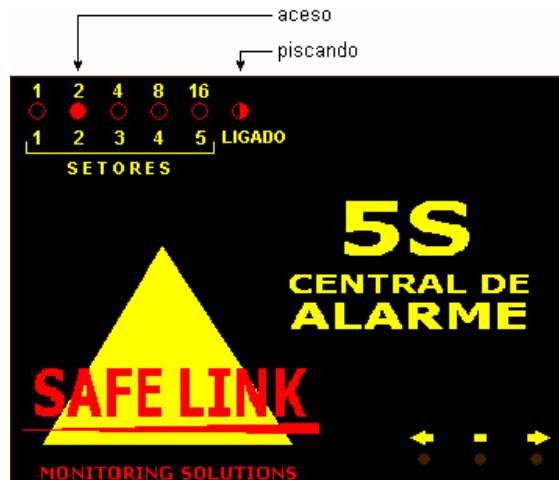 aceso
piscando
1 2 4 8 16
1 2 3 4 5 LIGADO
SETORES
5S
CENTRAL DE
ALARME
SAFE LINK
MONITORING SOLUTIONS